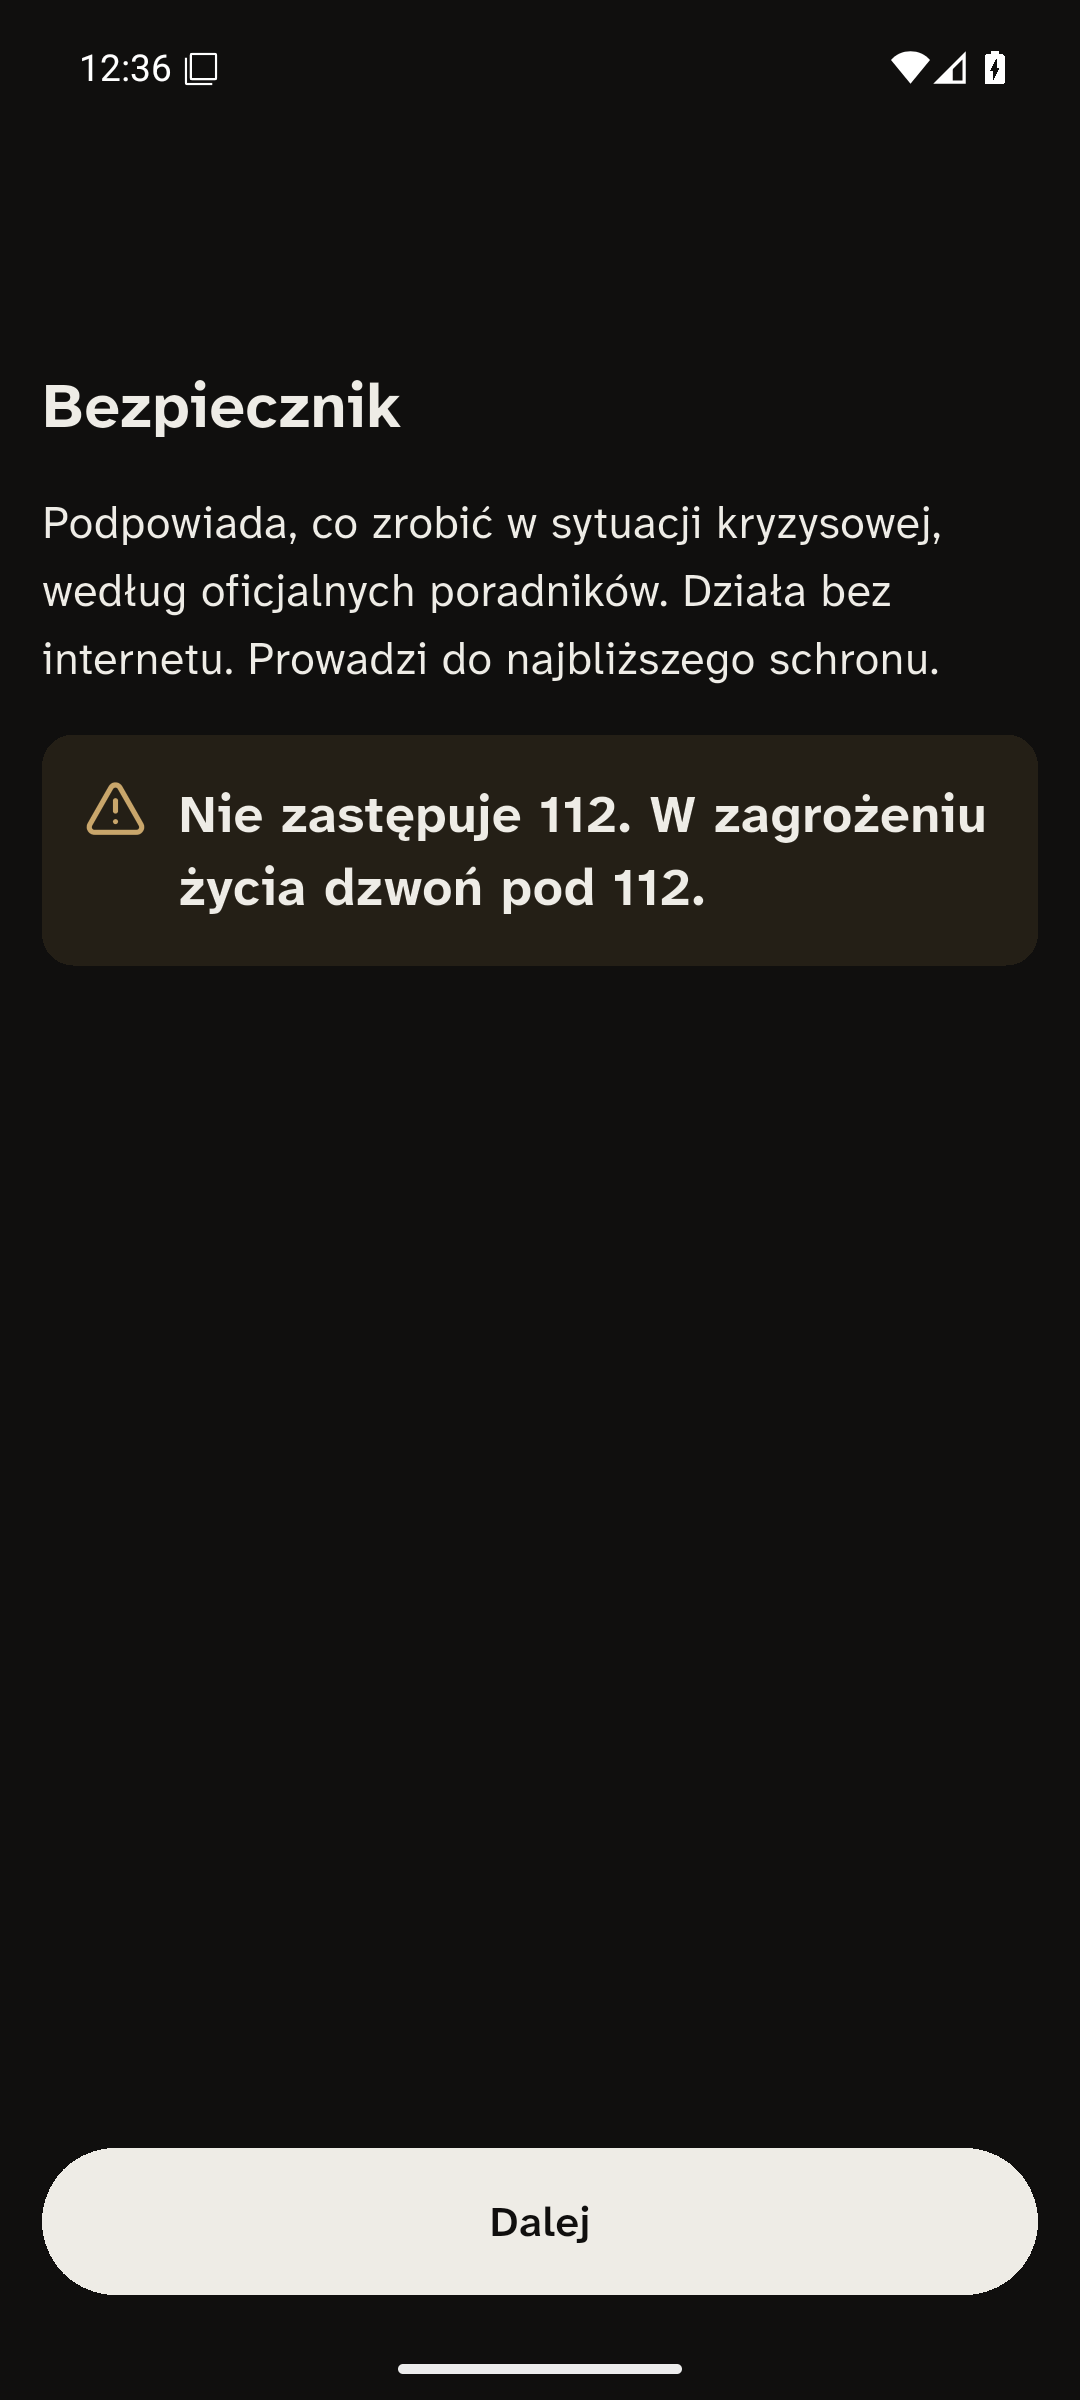 12:36
Bezpiecznik
Podpowiada, co zrobić w sytuacji kryzysowej,
według oficjalnych poradników. Działa bez
internetu. Prowadzi do najbliższego schronu.
Nie zastępuje 112. W zagrożeniu
życia dzwoń pod 112.
Dalej